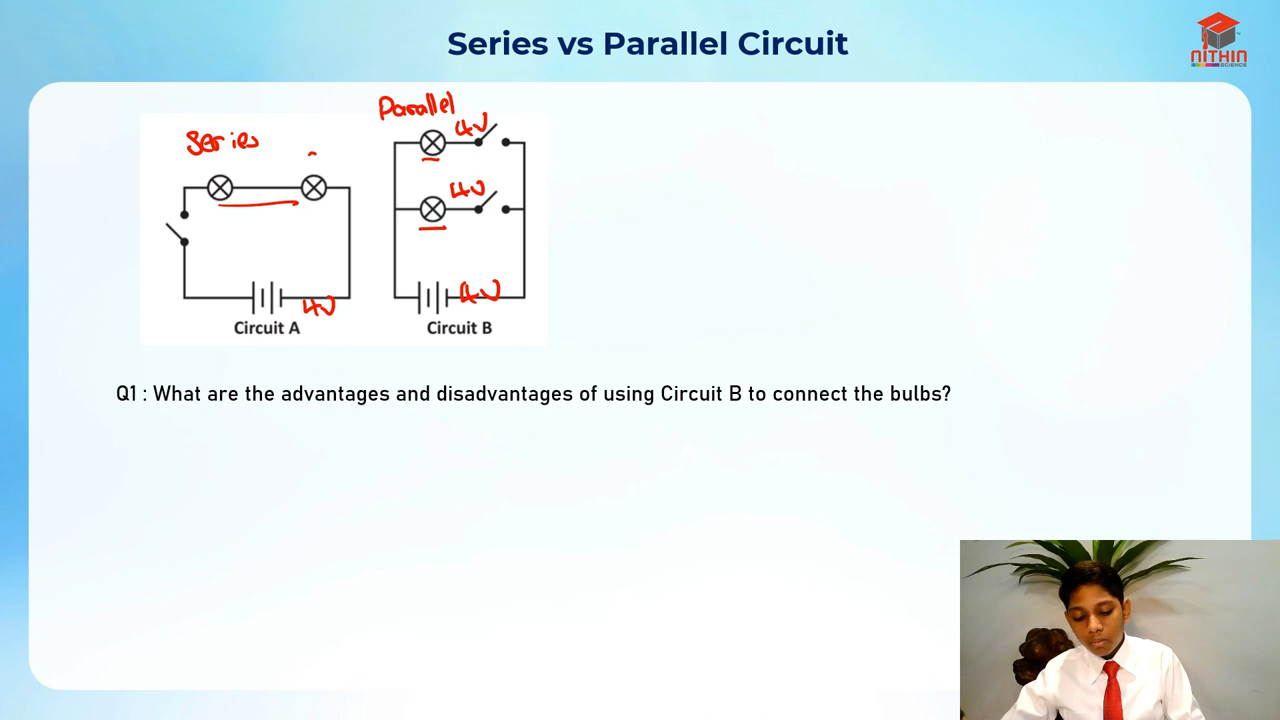 Series vs Parallel Circuit
NITHIN
SCIENCE
Parallel
4V
Series
4V
4V
4V
Circuit A
Circuit B
Q1 : What are the advantages and disadvantages of using Circuit B to connect the bulbs?